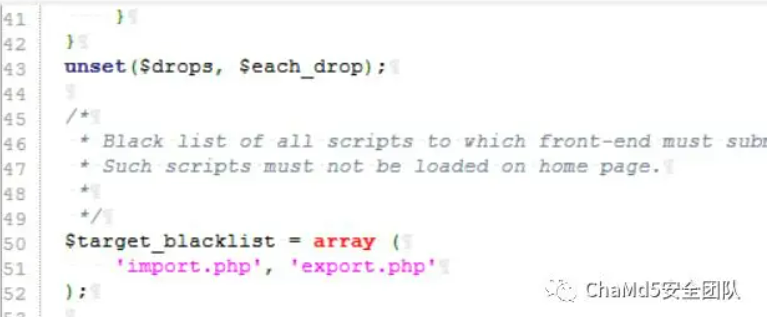 41 }
42 }
43 unset($drops, $each_drop);
44
45 /*
46 * Black list of all scripts to which front-end must
47 * Such scripts must not be loaded on home page.
48 *
49 */
50 $target_blacklist = array (
51 'import.php', 'export.php'
52 );
ChaMd5安全团队